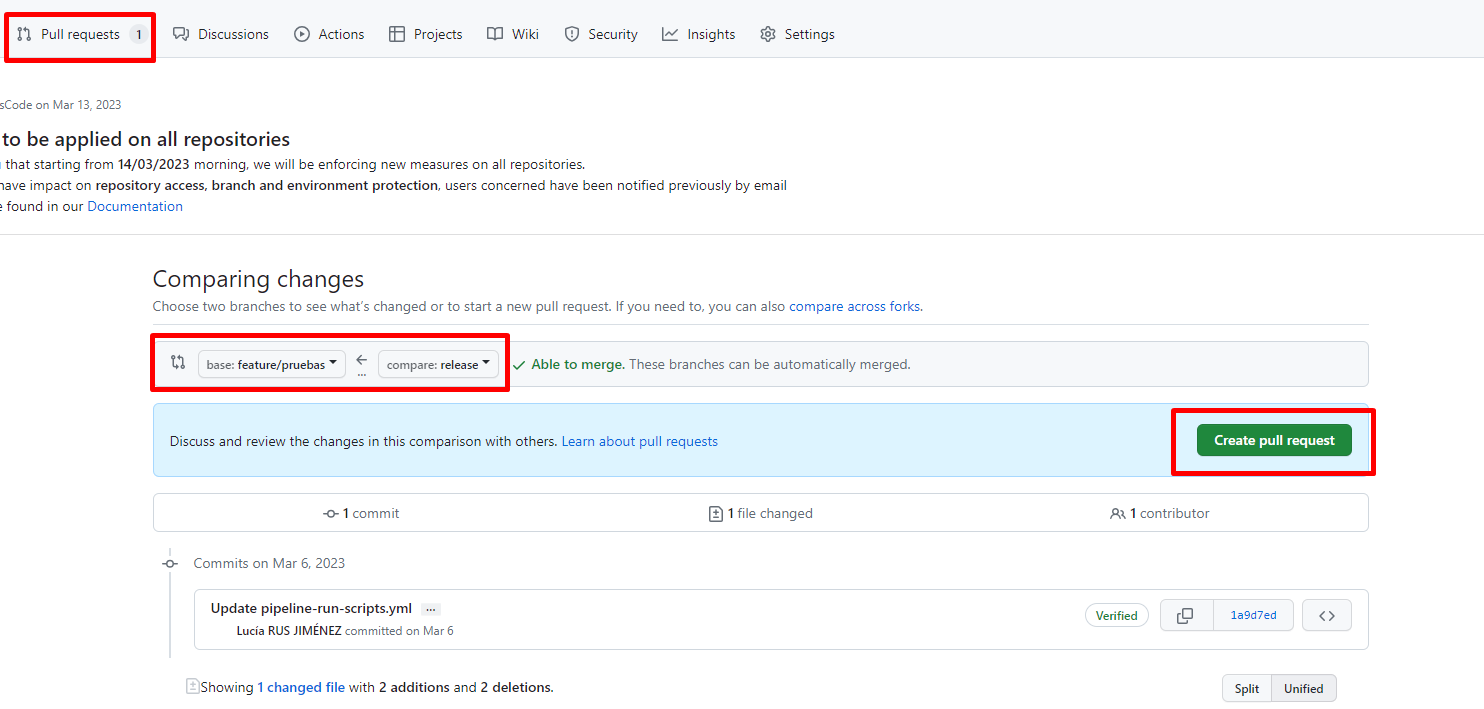 Pull requests 1 Discussions Actions Projects Wiki Security Insights Settings
sCode on Mar 13, 2023
to be applied on all repositories
that starting from 14/03/2023 morning, we will be enforcing new measures on all repositories.
have impact on repository access, branch and environment protection, users concerned have been notified previously by email
found in our Documentation
Comparing changes
Choose two branches to see what's changed or to start a new pull request. If you need to, you can also compare across forks.
base: feature/pruebas ← ... compare: release ✓ Able to merge. These branches can be automatically merged.
Discuss and review the changes in this comparison with others. Learn about pull requests
Create pull request
1 commit 1 file changed 1 contributor
Commits on Mar 6, 2023
Update pipeline-run-scripts.yml ...
Lucía RUS JIMÉNEZ committed on Mar 6
Verified 1a9d7ed <>
Showing 1 changed file with 2 additions and 2 deletions.
Split Unified